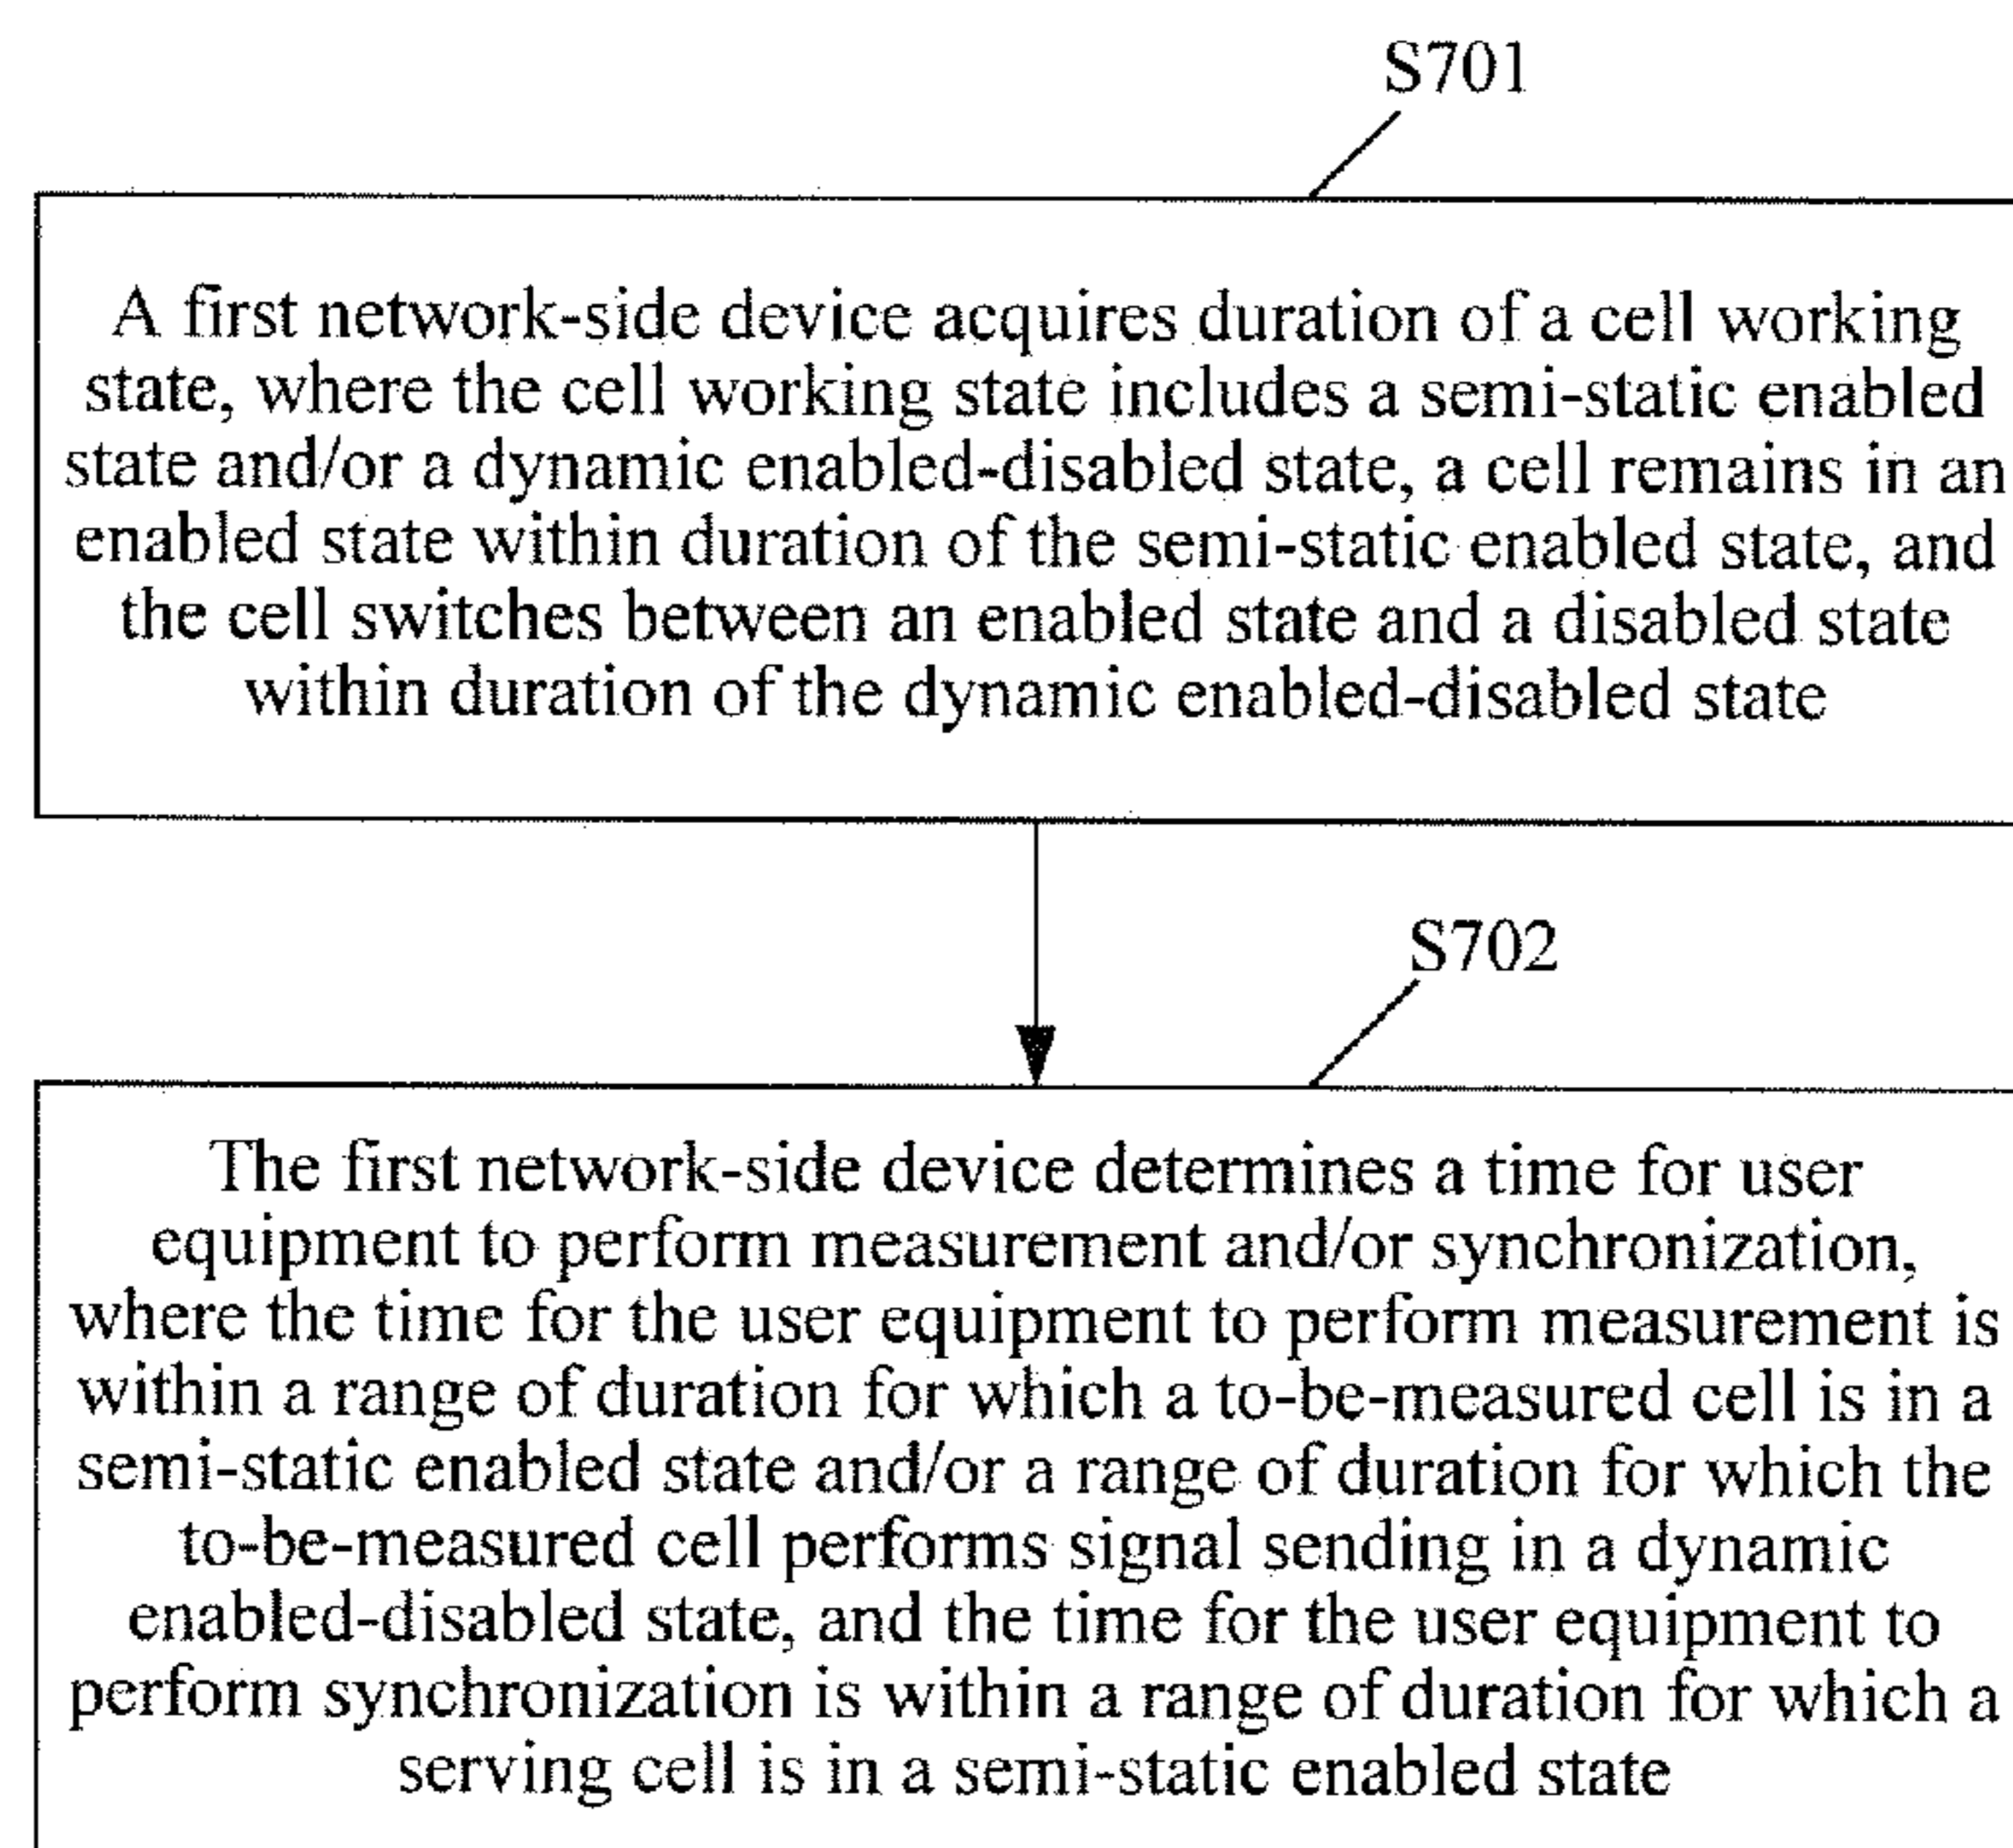 S701
A first network-side device acquires duration of a cell working
state, where the cell working state includes a semi-static enabled
state and/or a dynamic enabled-disabled state, a cell remains in an
enabled state within duration of the semi-static enabled state, and
the cell switches between an enabled state and a disabled state
within duration of the dynamic enabled-disabled state
S702
The first network-side device determines a time for user
equipment to perform measurement and/or synchronization,
where the time for the user equipment to perform measurement is
within a range of duration for which a to-be-measured cell is in a
semi-static enabled state and/or a range of duration for which the
to-be-measured cell performs signal sending in a dynamic
enabled-disabled state, and the time for the user equipment to
perform synchronization is within a range of duration for which a
serving cell is in a semi-static enabled state